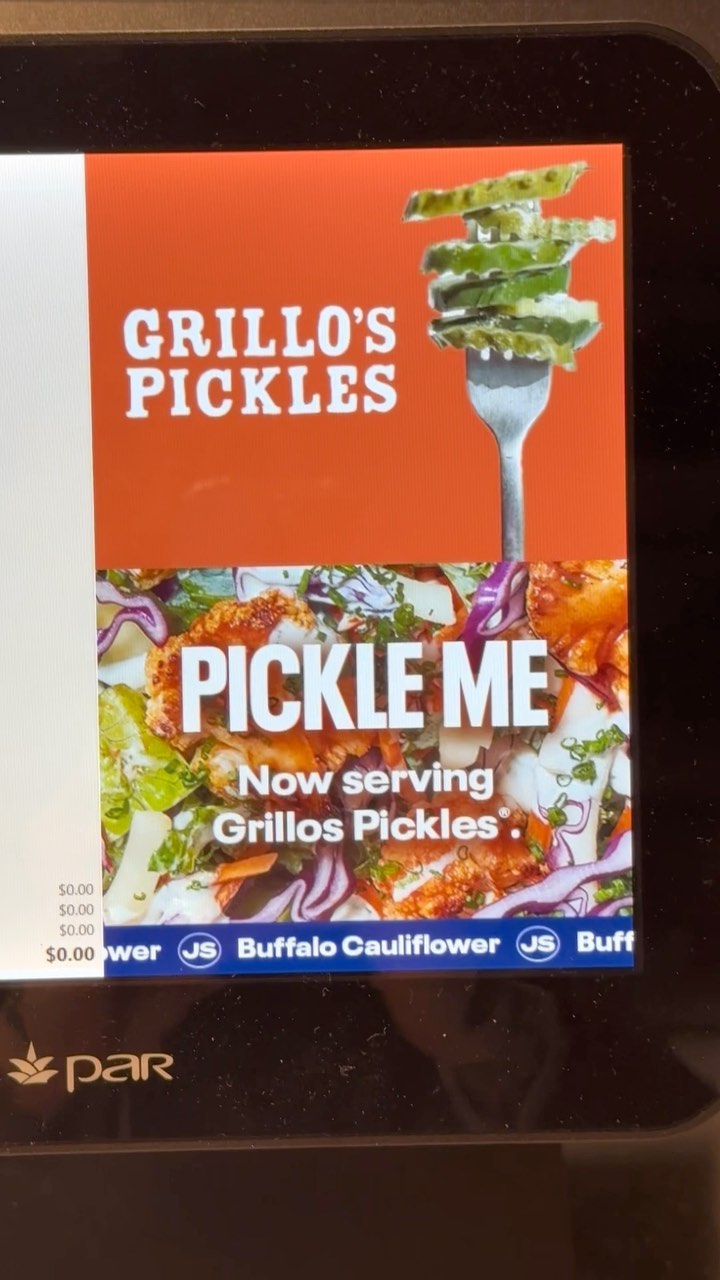 GRILLO'S
PICKLES
PICKLE ME
Now serving
Grillos Pickles®.
$0.00
$0.00
$0.00
$0.00
ower JS Buffalo Cauliflower JS Buff
par